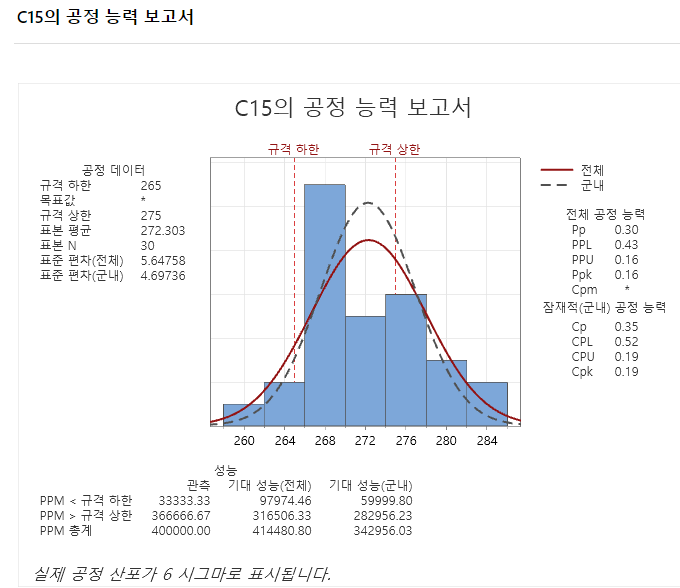 C15의 공정 능력 보고서
C15의 공정 능력 보고서
규격 하한 규격 상한
공정 데이터
규격 하한 265
목표값 *
규격 상한 275
표본 평균 272.303
표본 N 30
표준 편차(전체) 5.64758
표준 편차(군내) 4.69736
전체
군내
전체 공정 능력
Pp 0.30
PPL 0.43
PPU 0.16
Ppk 0.16
Cpm *
잠재적(군내) 공정 능력
Cp 0.35
CPL 0.52
CPU 0.19
Cpk 0.19
260 264 268 272 276 280 284
성능
관측 기대 성능(전체) 기대 성능(군내)
PPM < 규격 하한 33333.33 97974.46 59999.80
PPM > 규격 상한 366666.67 316506.33 282956.23
PPM 총계 400000.00 414480.80 342956.03
실제 공정 산포가 6 시그마로 표시됩니다.